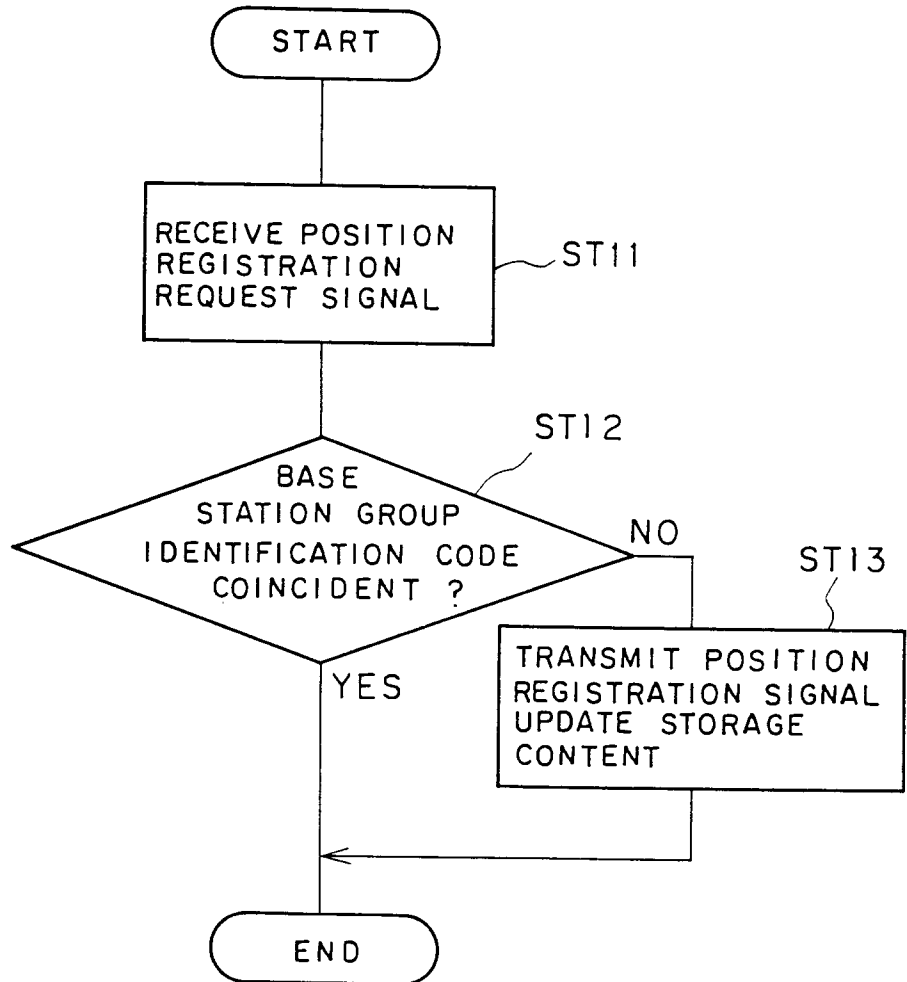 START
RECEIVE POSITION
REGISTRATION
REQUEST SIGNAL
ST11
ST12
BASE
STATION GROUP
IDENTIFICATION CODE
COINCIDENT ?
NO
YES
ST13
TRANSMIT POSITION
REGISTRATION SIGNAL
UPDATE STORAGE
CONTENT
END